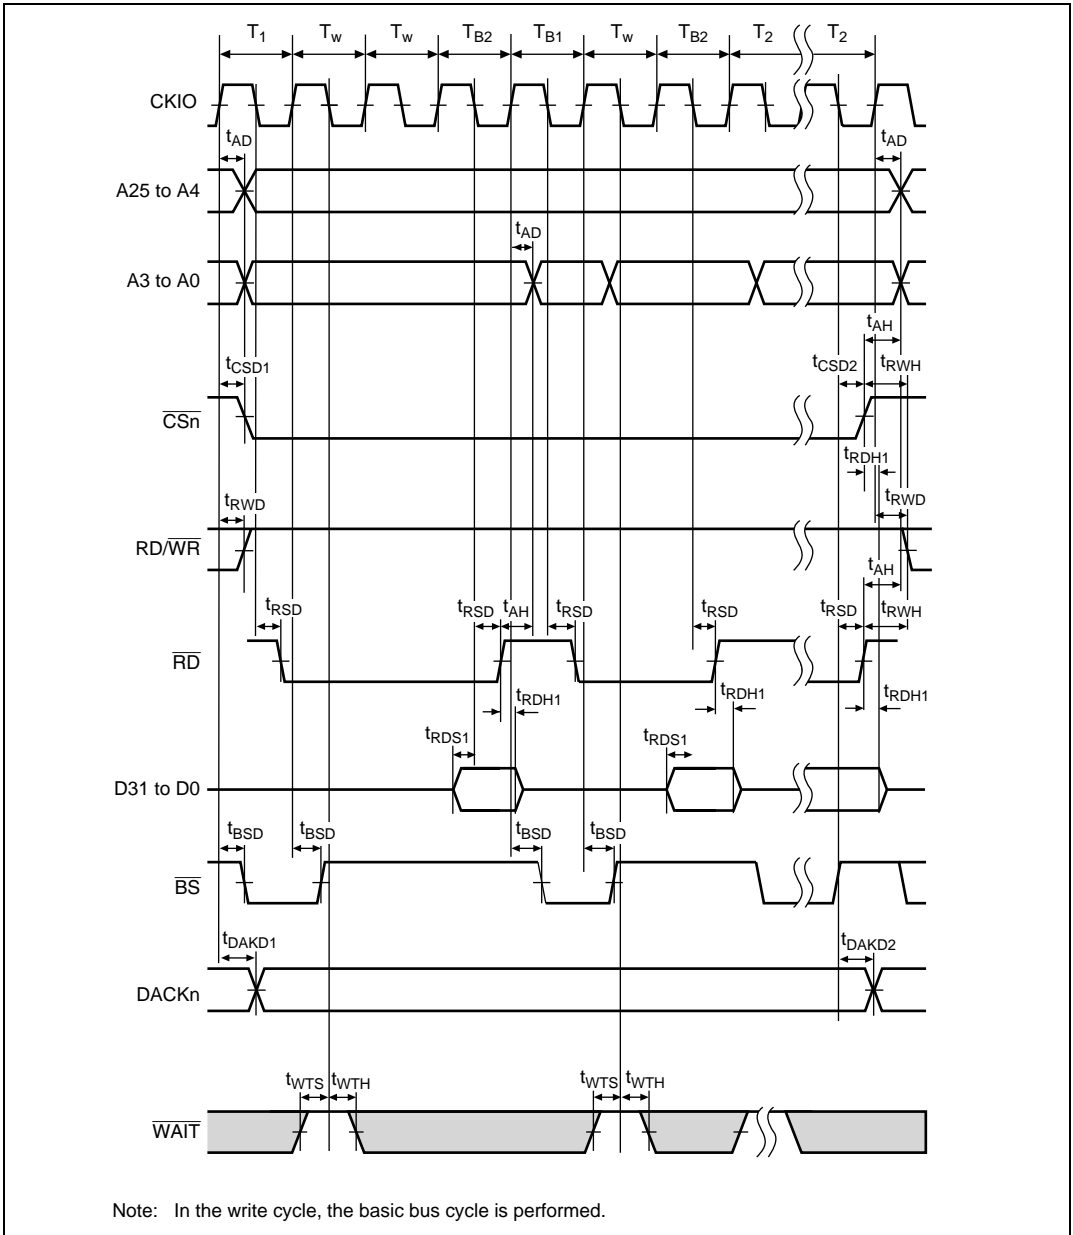 T1 Tw Tw TB2 TB1 Tw TB2 T2 T2
CKIO
tAD tAD
A25 to A4
tAD
A3 to A0
tAH
tCSD1 tCSD2 tRWH
CSn
tRDH1
tRWD tRWD
RD/WR
tAH
tRSD tRSD tAH tRSD tRSD tRSD tRWH
RD
tRDH1 tRDH1 tRDH1
tRDS1 tRDS1
D31 to D0
tBSD tBSD tBSD tBSD
BS
tDAKD1 tDAKD2
DACKn
tWTS tWTH tWTS tWTH
WAIT
Note: In the write cycle, the basic bus cycle is performed.